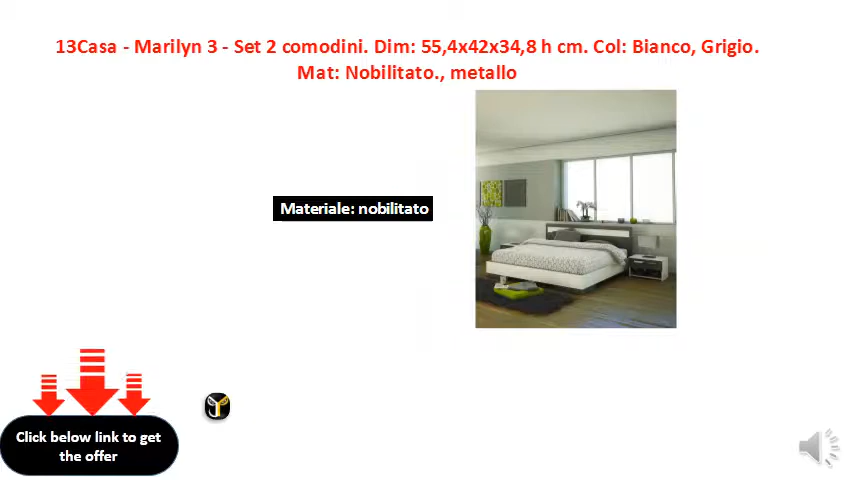 13Casa - Marilyn 3 - Set 2 comodini. Dim: 55,4x42x34,8 h cm. Col: Bianco, Grigio.
Mat: Nobilitato., metallo
Materiale: nobilitato
Click below link to get
the offer